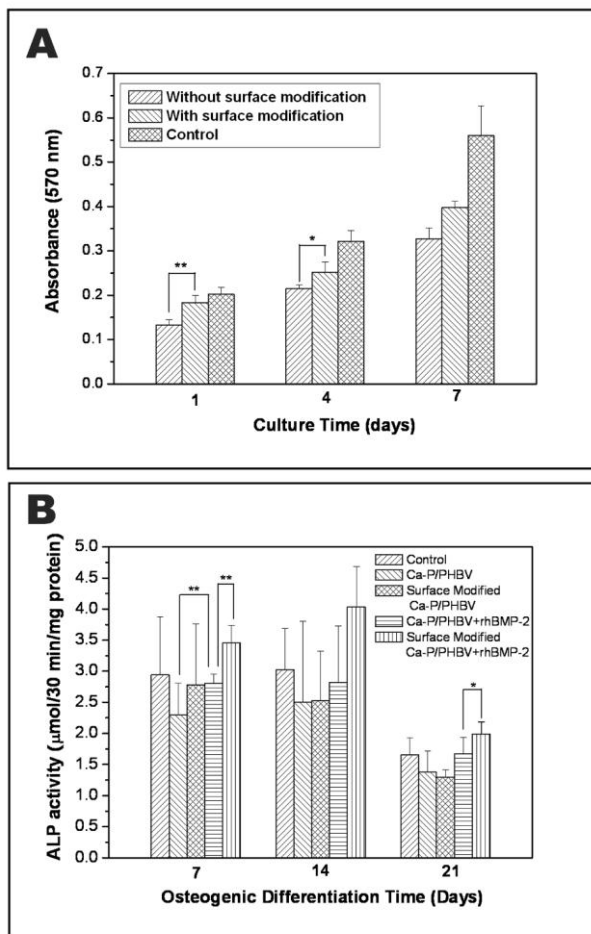 A
0.7
0.6
0.5
0.4
0.3
0.2
0.1
0.0
Absorbance (570 nm)
Without surface modification
With surface modification
Control
**
*
1 4 7
Culture Time (days)
B
5.0
4.5
4.0
3.5
3.0
2.5
2.0
1.5
1.0
0.5
0.0
ALP activity (μmol/30 min/mg protein)
Control
Ca-P/PHBV
Surface Modified
Ca-P/PHBV
Ca-P/PHBV+rhBMP-2
Surface Modified
Ca-P/PHBV+rhBMP-2
** **
*
7 14 21
Osteogenic Differentiation Time (Days)